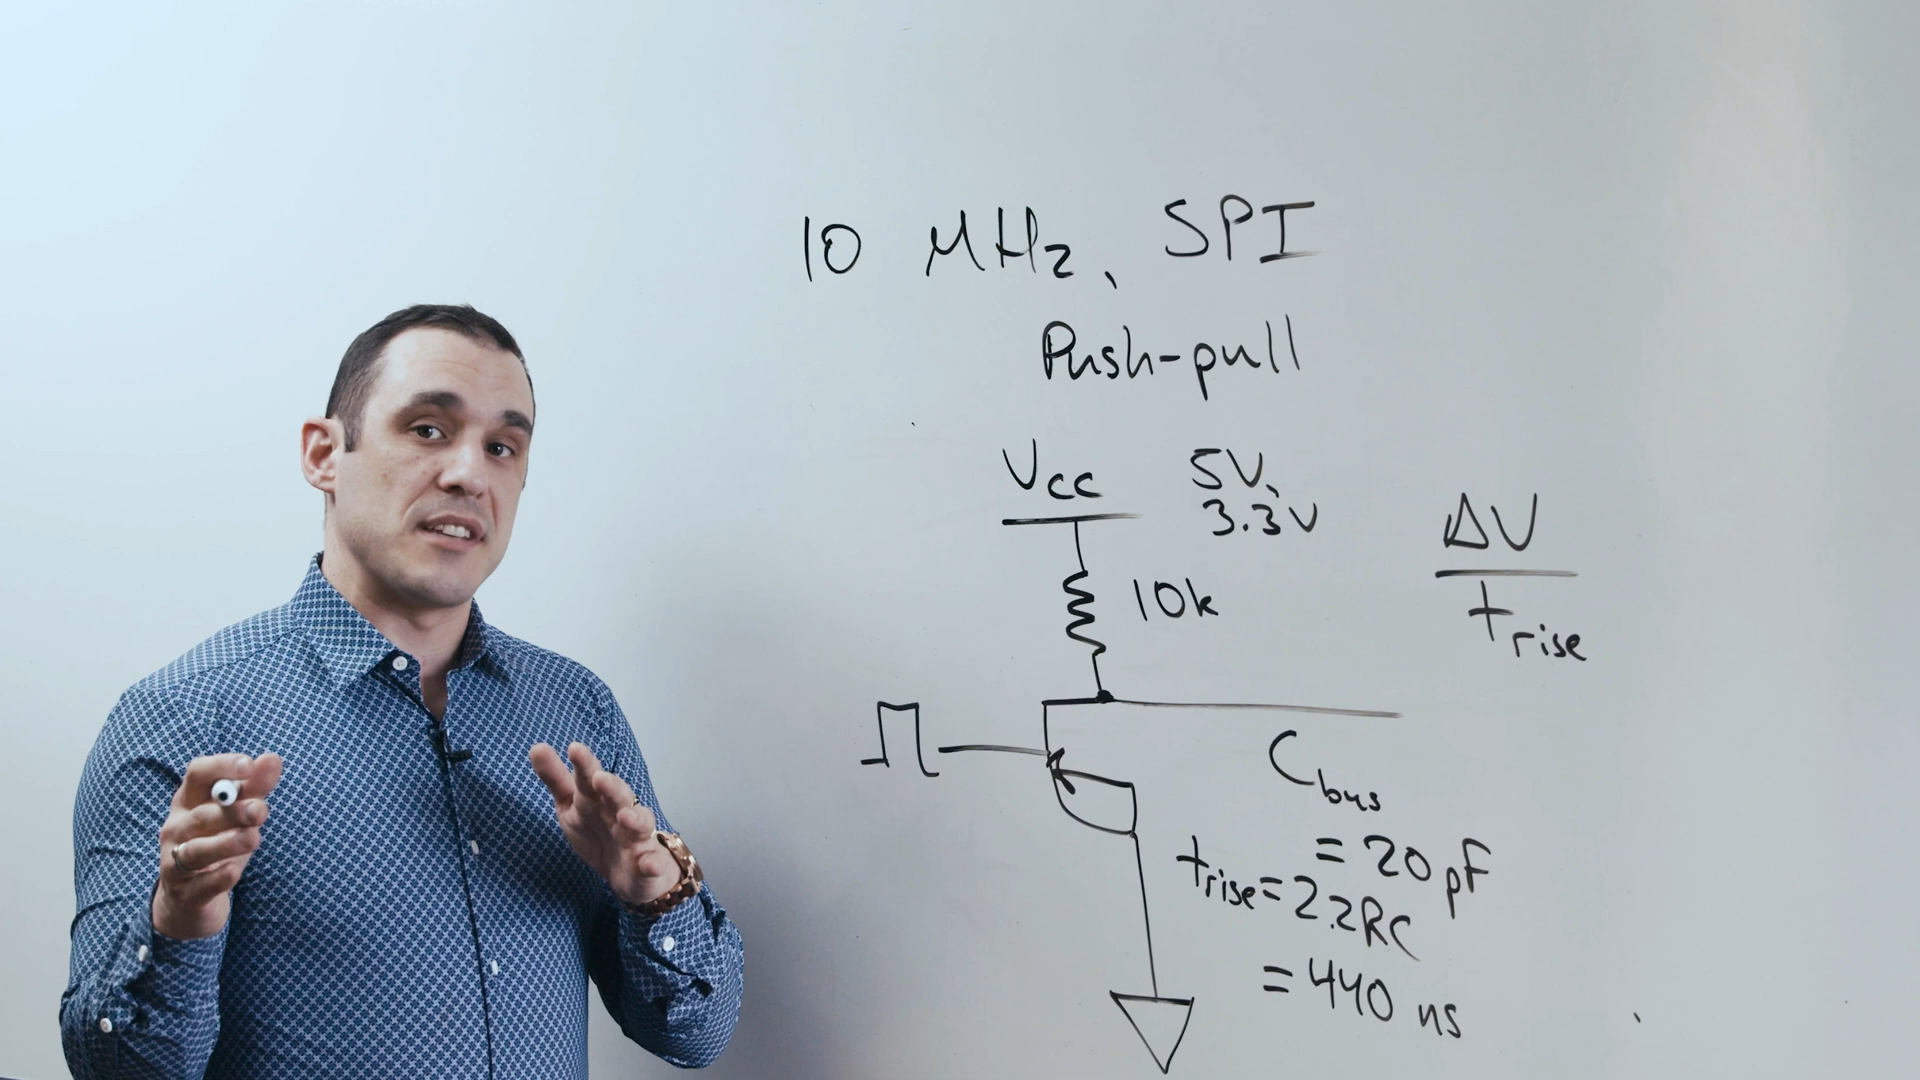 10 MHz, SPI
Push-pull
Vcc 5V,
3.3V
ΔV
trise
10k
Cbus
= 20 pF
trise = 2.2RC
= 440 ns